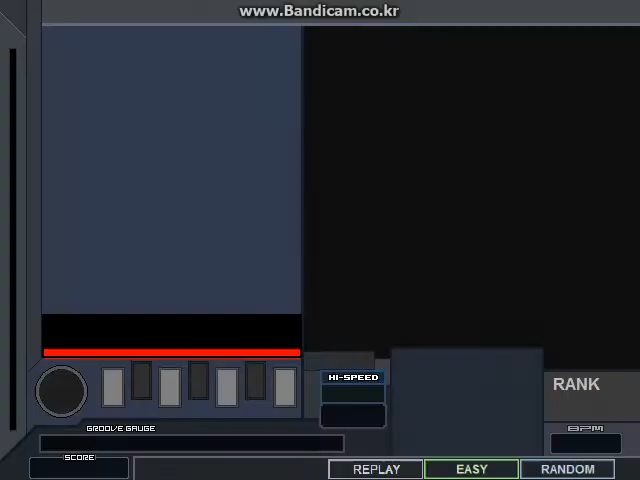 www.Bandicam.co.kr
HI-SPEED
RANK
GROOVE GAUGE
BPM
SCORE
REPLAY
EASY
RANDOM